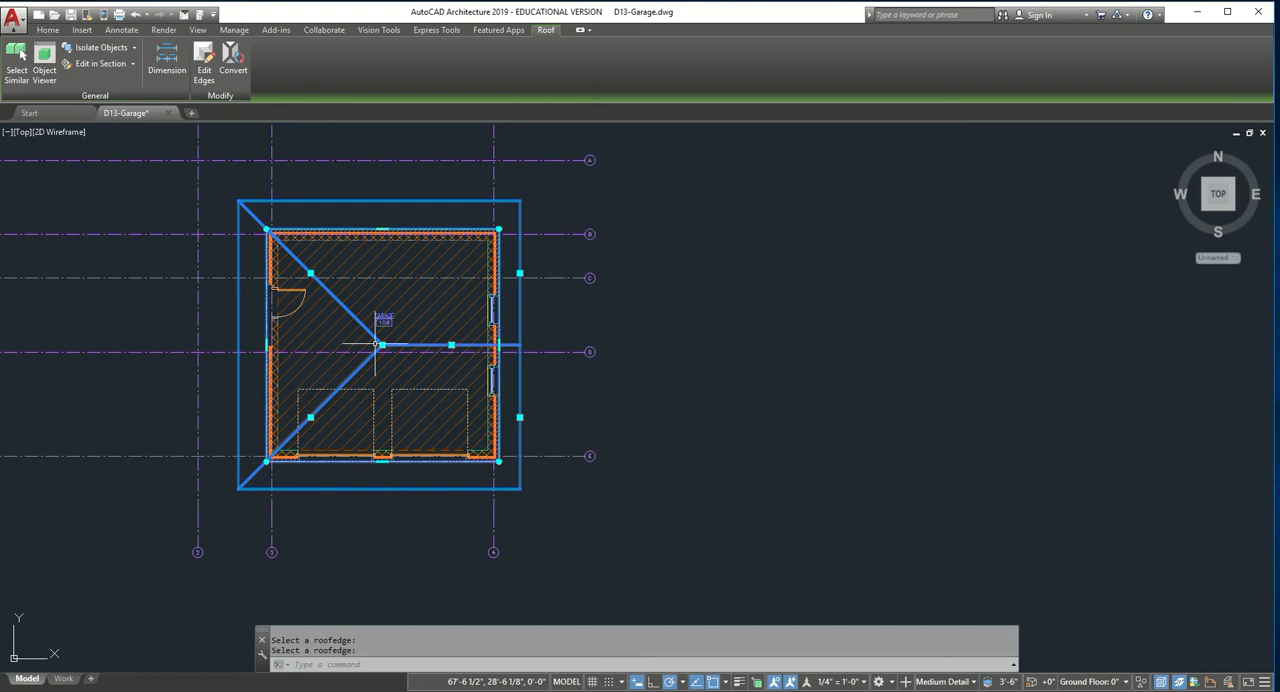 AutoCAD Architecture 2019 - EDUCATIONAL VERSION D13-Garage.dwg
Type a keyword or phrase
Sign In
Home Insert Annotate Render View Manage Add-ins Collaborate Vision Tools Express Tools Featured Apps Roof
Isolate Objects
Edit in Section
Select Similar
Object Viewer
Dimension
Edit Edges
Convert
General
Modify
Start
D13-Garage*
[−][Top][2D Wireframe]
A
N
W TOP E
S
D
Unnamed
C
GARAGE
B
E
2
3
4
Y
X
Select a roofedge:
Select a roofedge:
Type a command
Model Work
67'-6 1/2", 28'-6 1/8", 0'-0"
MODEL
1/4" = 1'-0"
Medium Detail
3'-6"
+0"
Ground Floor:0"